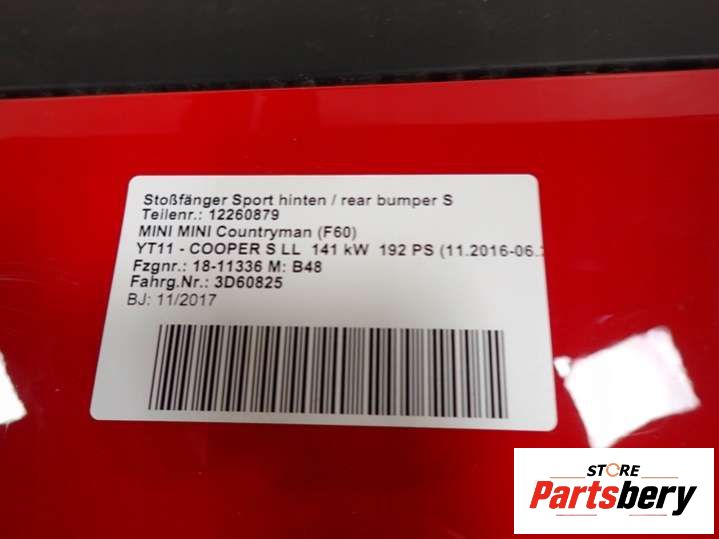 Stoßfänger Sport hinten / rear bumper S
Teilenr.: 12260879
MINI MINI Countryman (F60)
YT11 - COOPER S LL 141 kW 192 PS (11.2016-06.
Fzgnr.: 18-11336 M: B48
Fahrg.Nr.: 3D60825
BJ: 11/2017
STORE
Partsbery